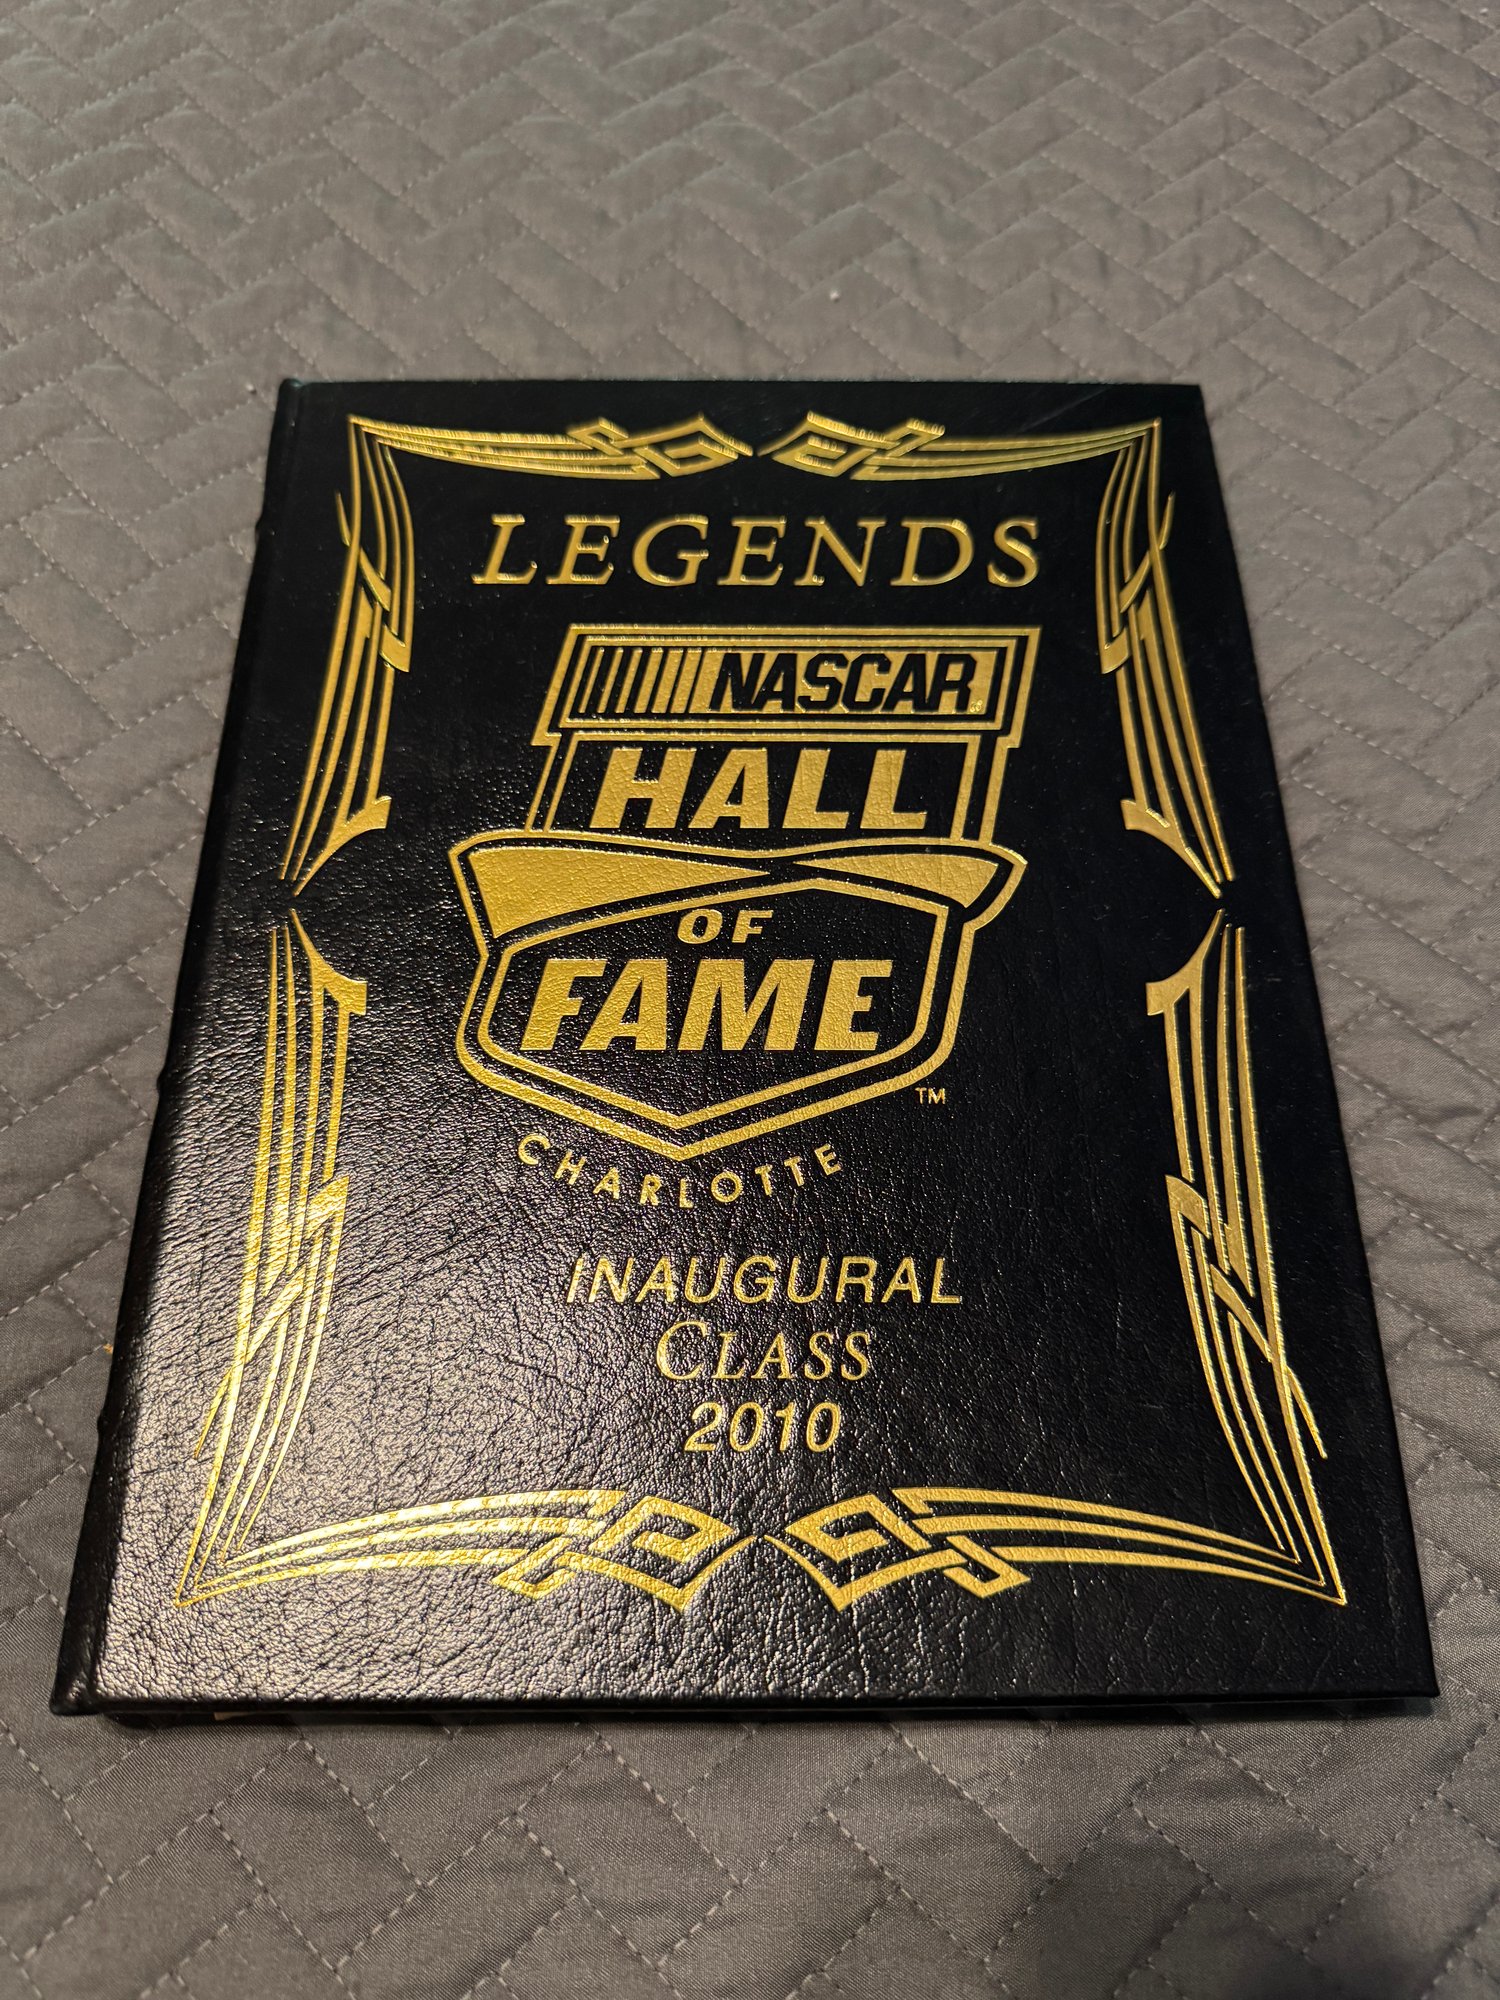 LEGENDS
NASCAR
HALL
OF
FAME
TM
CHARLOTTE
INAUGURAL
CLASS
2010